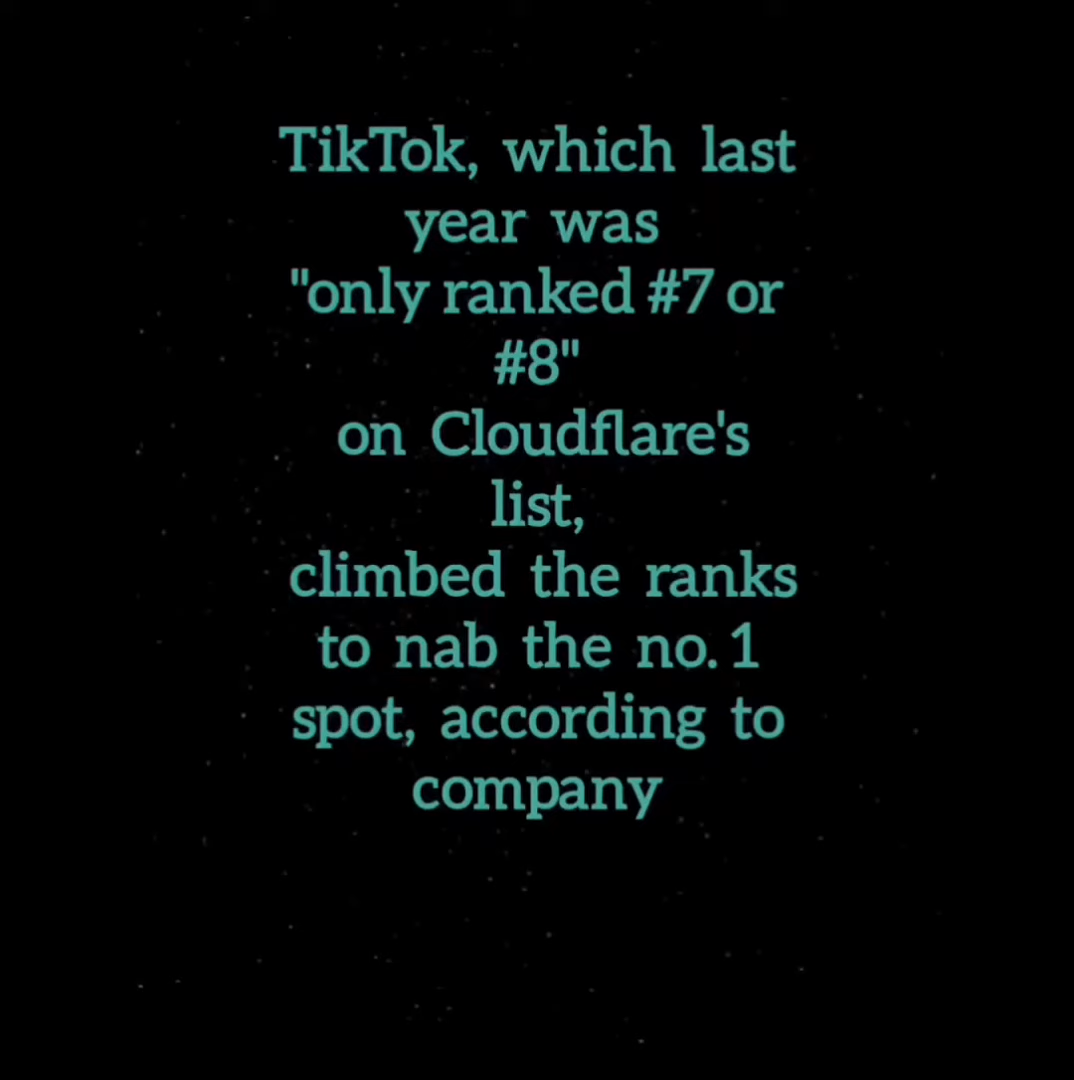 TikTok, which last
year was
"only ranked #7 or
#8"
on Cloudflare's
list,
climbed the ranks
to nab the no. 1
spot, according to
company